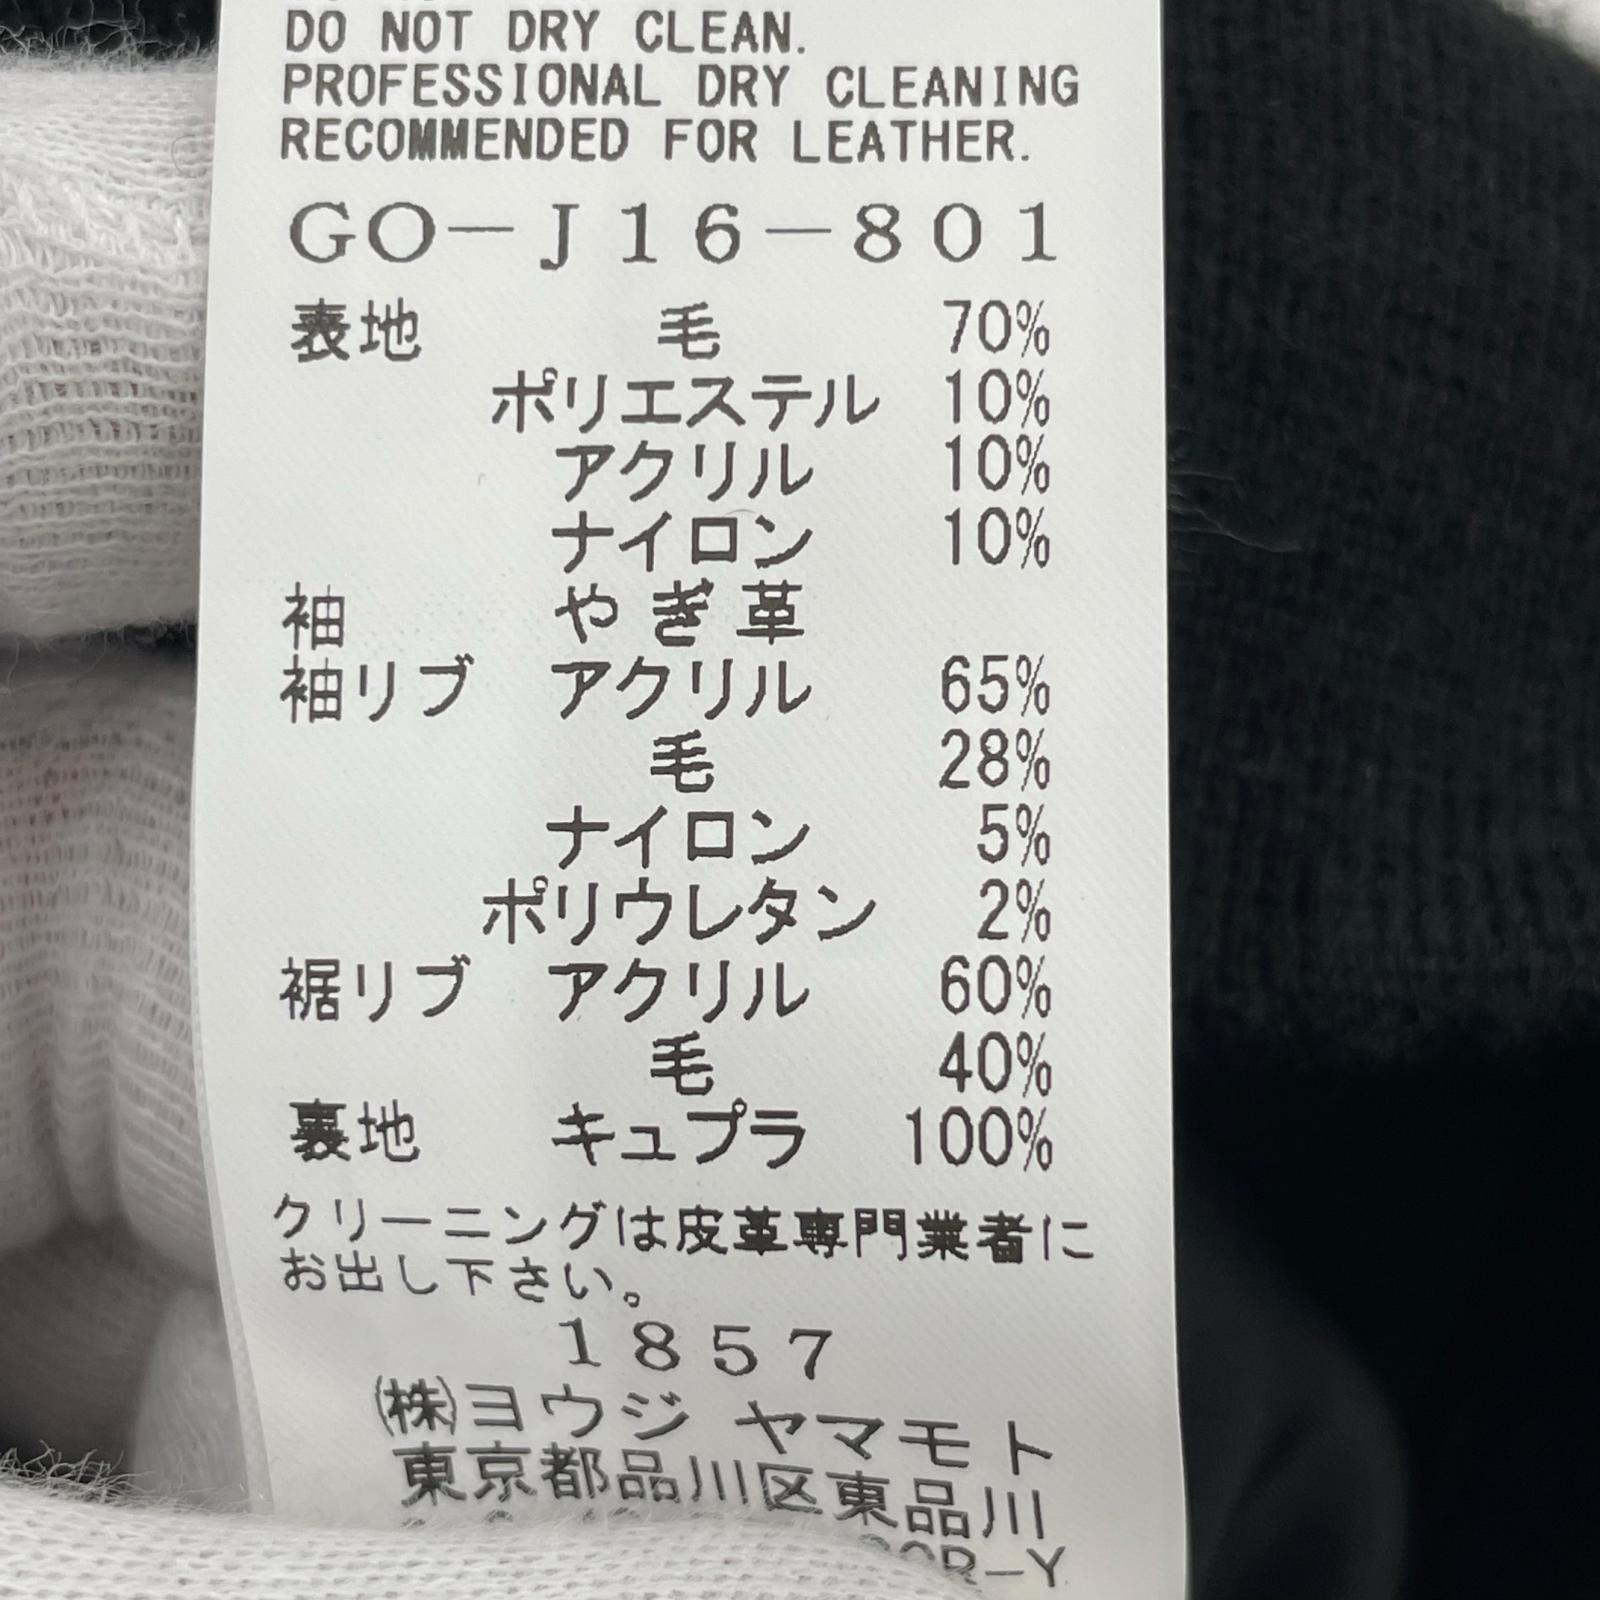 DO NOT DRY CLEAN.
PROFESSIONAL DRY CLEANING
RECOMMENDED FOR LEATHER.
GO-J16-801
表地 毛 70%
ポリエステル 10%
アクリル 10%
ナイロン 10%
袖 やぎ革
袖リブ アクリル 65%
毛 28%
ナイロン 5%
ポリウレタン 2%
裾リブ アクリル 60%
毛 40%
裏地 キュプラ 100%
クリーニングは皮革専門業者に
お出し下さい。
1857
㈱ヨウジ ヤマモト
東京都品川区東品川